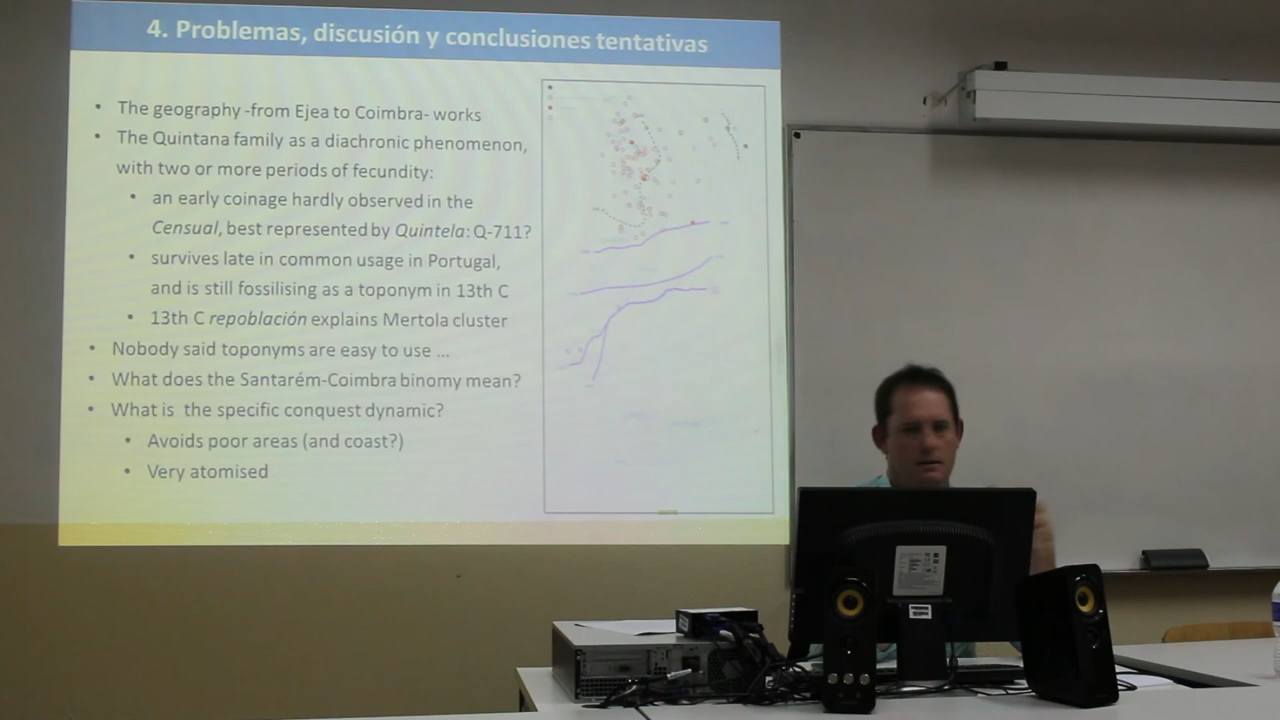 4. Problemas, discusión y conclusiones tentativas
• The geography -from Ejea to Coimbra- works
• The Quintana family as a diachronic phenomenon,
with two or more periods of fecundity:
• an early coinage hardly observed in the
Censual, best represented by Quintela: Q-711?
• survives late in common usage in Portugal,
and is still fossilising as a toponym in 13th C
• 13th C repoblación explains Mertola cluster
• Nobody said toponyms are easy to use ...
• What does the Santarém-Coimbra binomy mean?
• What is the specific conquest dynamic?
• Avoids poor areas (and coast?)
• Very atomised